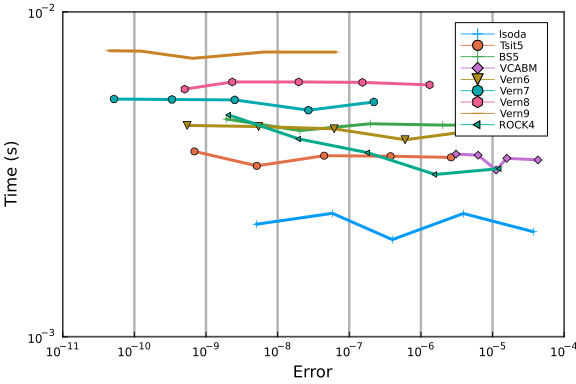 10⁻²
lsoda
Tsit5
BS5
VCABM
Vern6
Vern7
Vern8
Vern9
ROCK4
Time (s)
10⁻³
10⁻¹¹ 10⁻¹⁰ 10⁻⁹ 10⁻⁸ 10⁻⁷ 10⁻⁶ 10⁻⁵ 10⁻⁴
Error